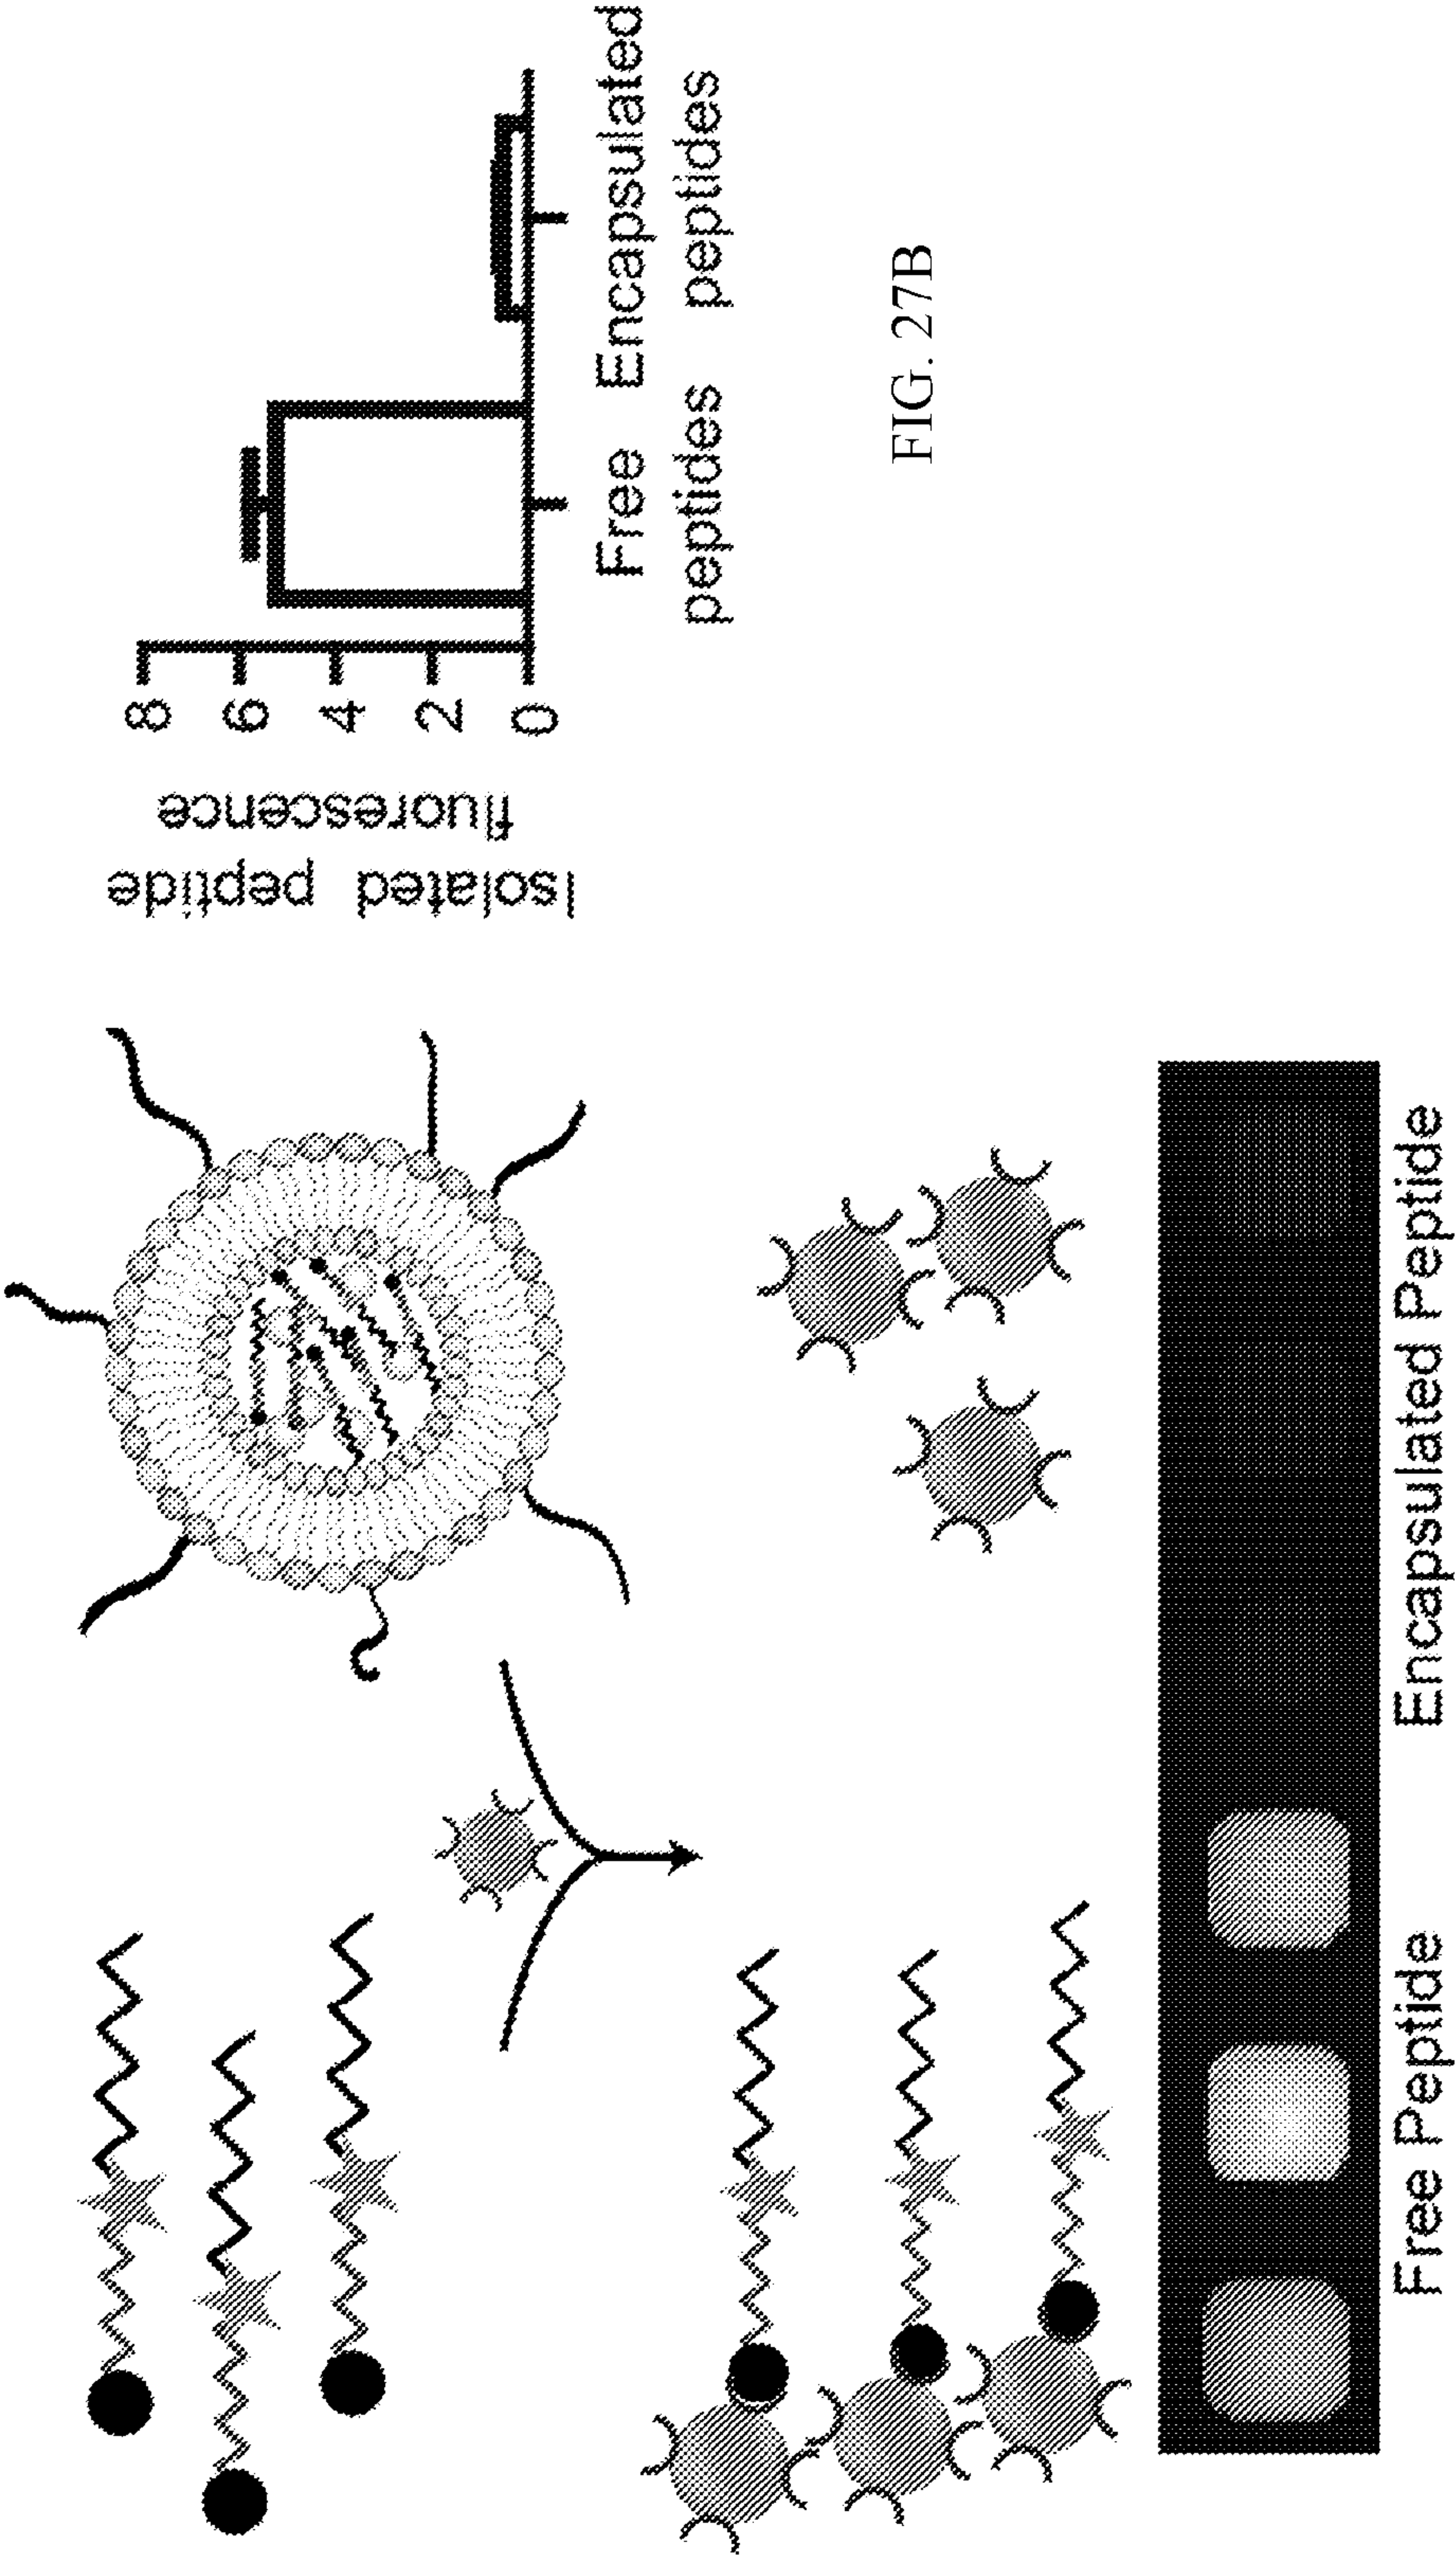 Free Peptide
Encapsulated Peptide
Isolated peptide
fluorescence
8
6
4
2
0
Free Encapsulated
peptides peptides
FIG. 27B